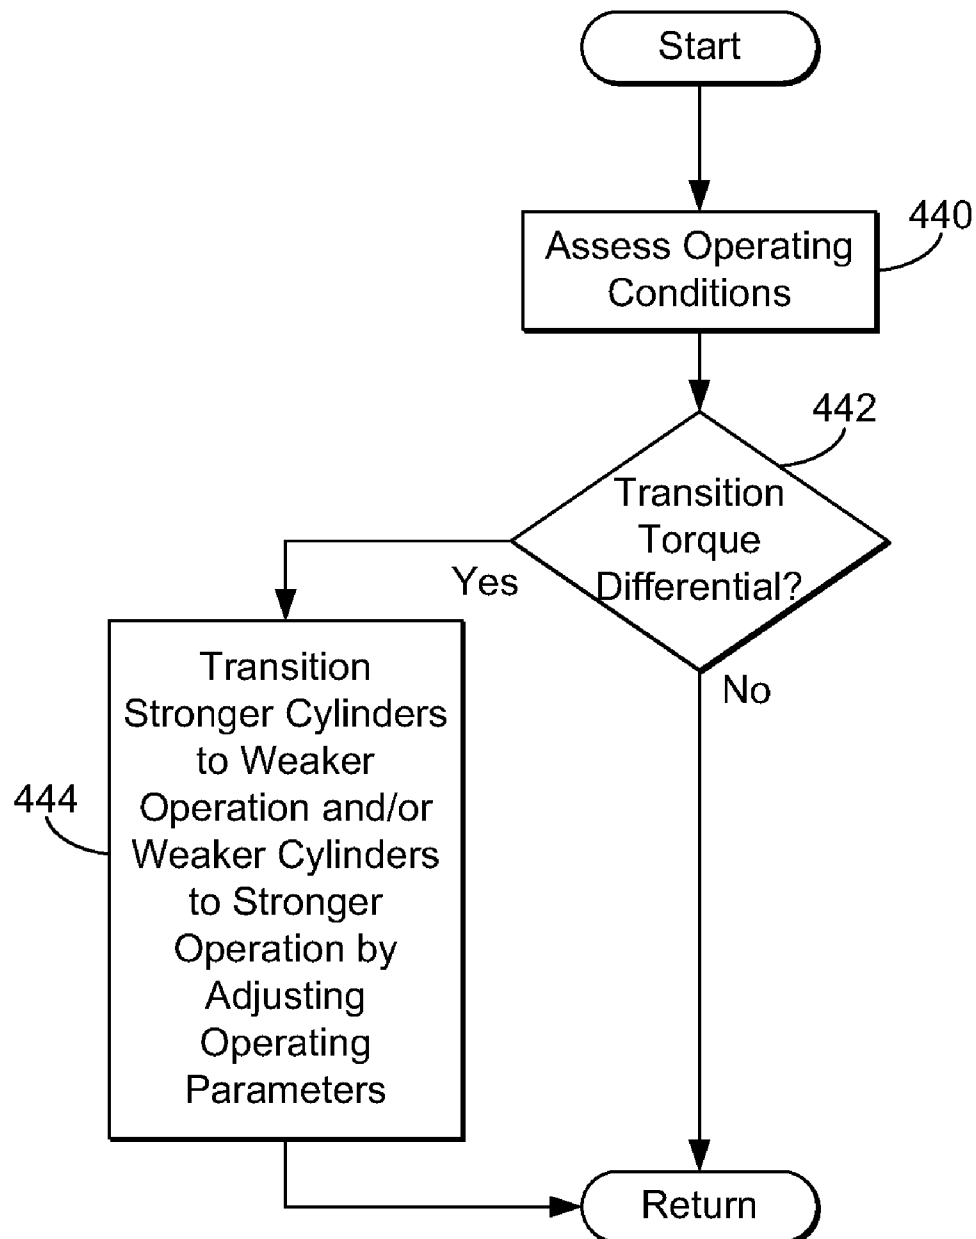 Start
Assess Operating
Conditions
440
Transition
Torque
Differential?
442
Yes
No
Transition
Stronger Cylinders
to Weaker
Operation and/or
Weaker Cylinders
to Stronger
Operation by
Adjusting
Operating
Parameters
444
Return